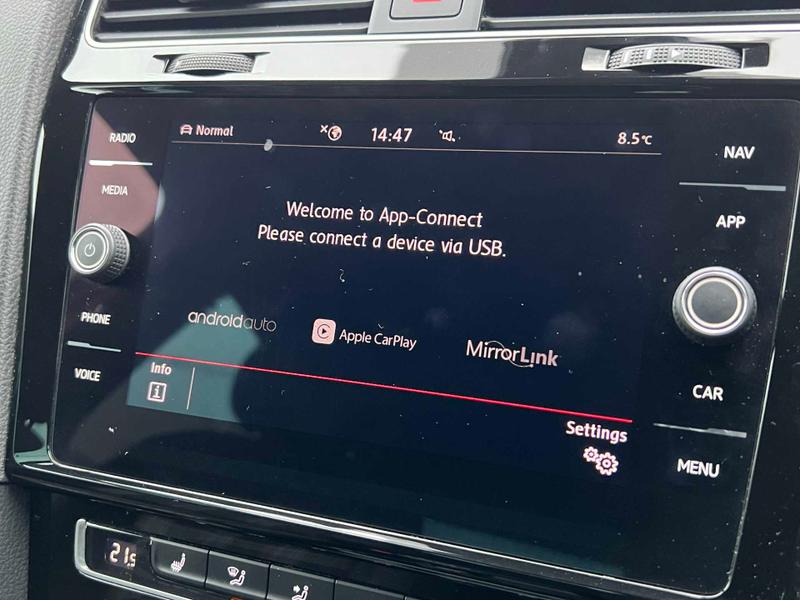 RADIO
MEDIA
PHONE
VOICE
Normal
14:47
8.5°C
Welcome to App-Connect
Please connect a device via USB.
androidauto
Apple CarPlay
MirrorLink
Info
i
Settings
NAV
APP
CAR
MENU
21.5